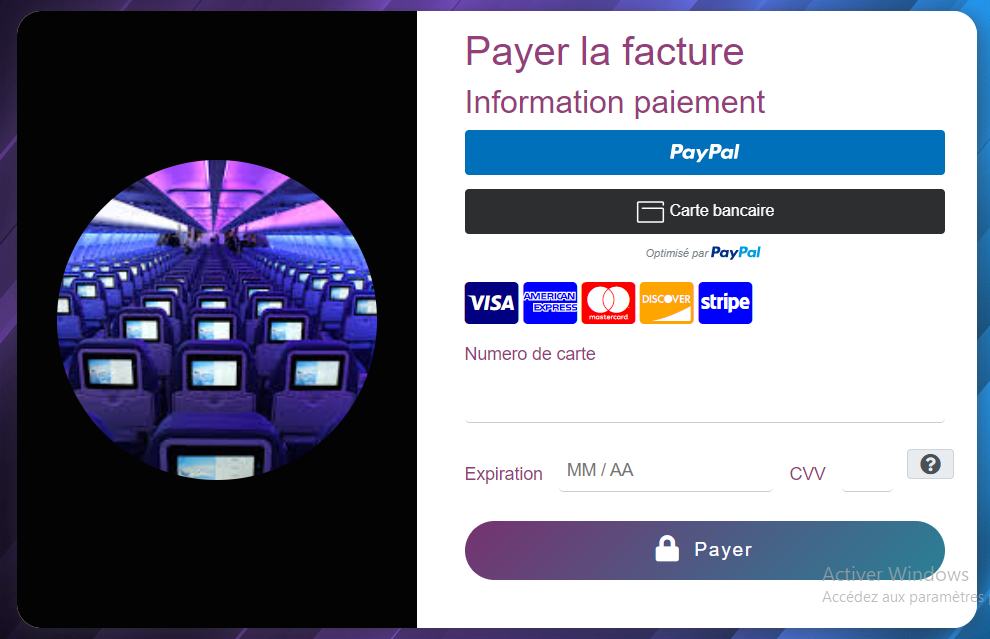 Payer la facture
Information paiement
PayPal
Carte bancaire
Optimisé par PayPal
VISA AMERICAN EXPRESS mastercard DISCOVER stripe
Numero de carte
Expiration MM / AA CVV ?
Payer
Activer Windows
Accédez aux paramètres